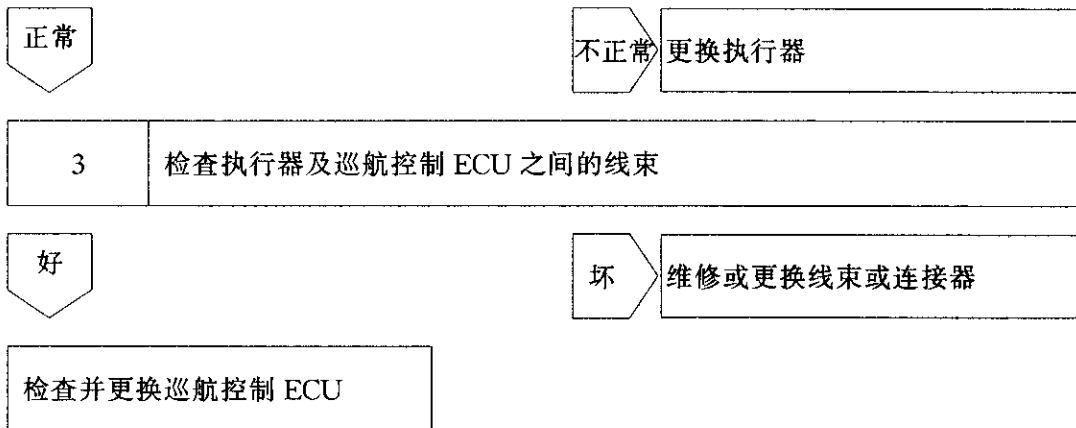 正常
不正常 更换执行器
3 检查执行器及巡航控制 ECU 之间的线束
好
坏 维修或更换线束或连接器
检查并更换巡航控制 ECU